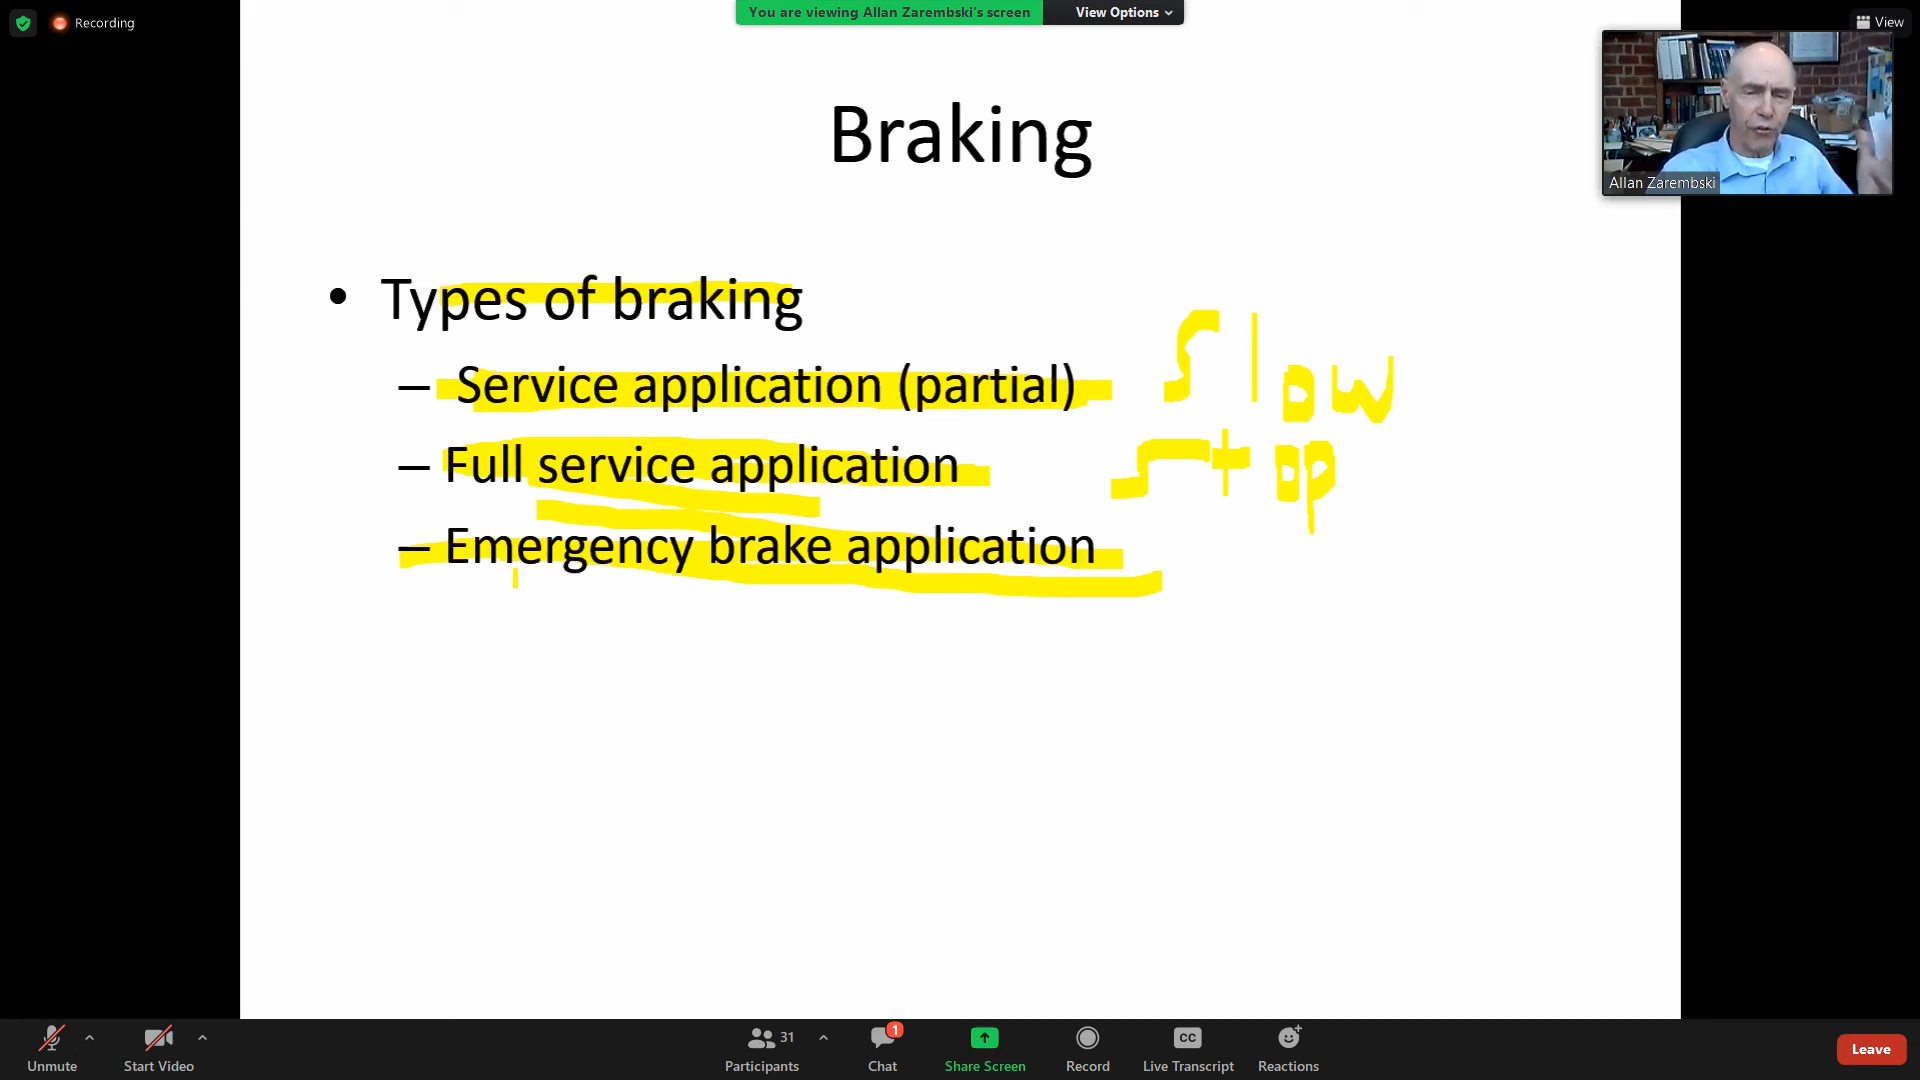 Recording
You are viewing Allan Zarembski's screen View Options
View
Allan Zarembski
Braking
• Types of braking
– Service application (partial)
Slow
– Full service application
stop
– Emergency brake application
Unmute
Start Video
31
Participants
1
Chat
Share Screen
Record
CC
Live Transcript
Reactions
Leave